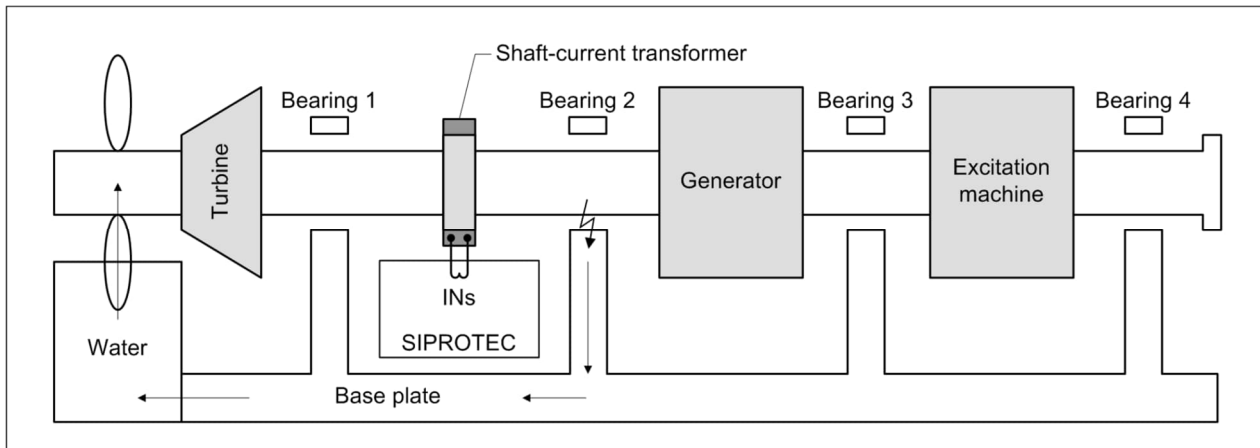 Shaft-current transformer
Bearing 1
Bearing 2
Bearing 3
Bearing 4
Turbine
Generator
Excitation
machine
INs
SIPROTEC
Water
Base plate